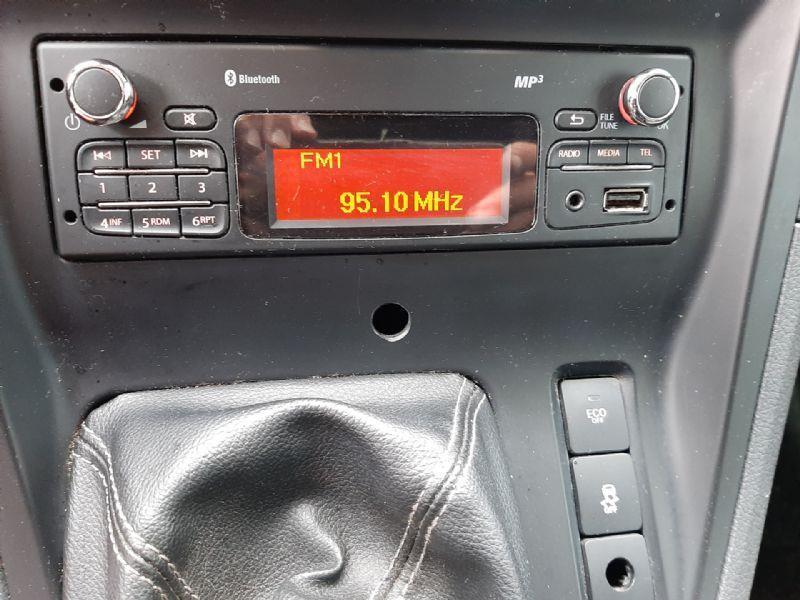 Bluetooth
MP3
FILE
TUNE
OK
SET
RADIO MEDIA TEL
FM1
95.10 MHz
1 2 3
4 INF 5 RDM 6 RPT
ECO
OFF
OFF